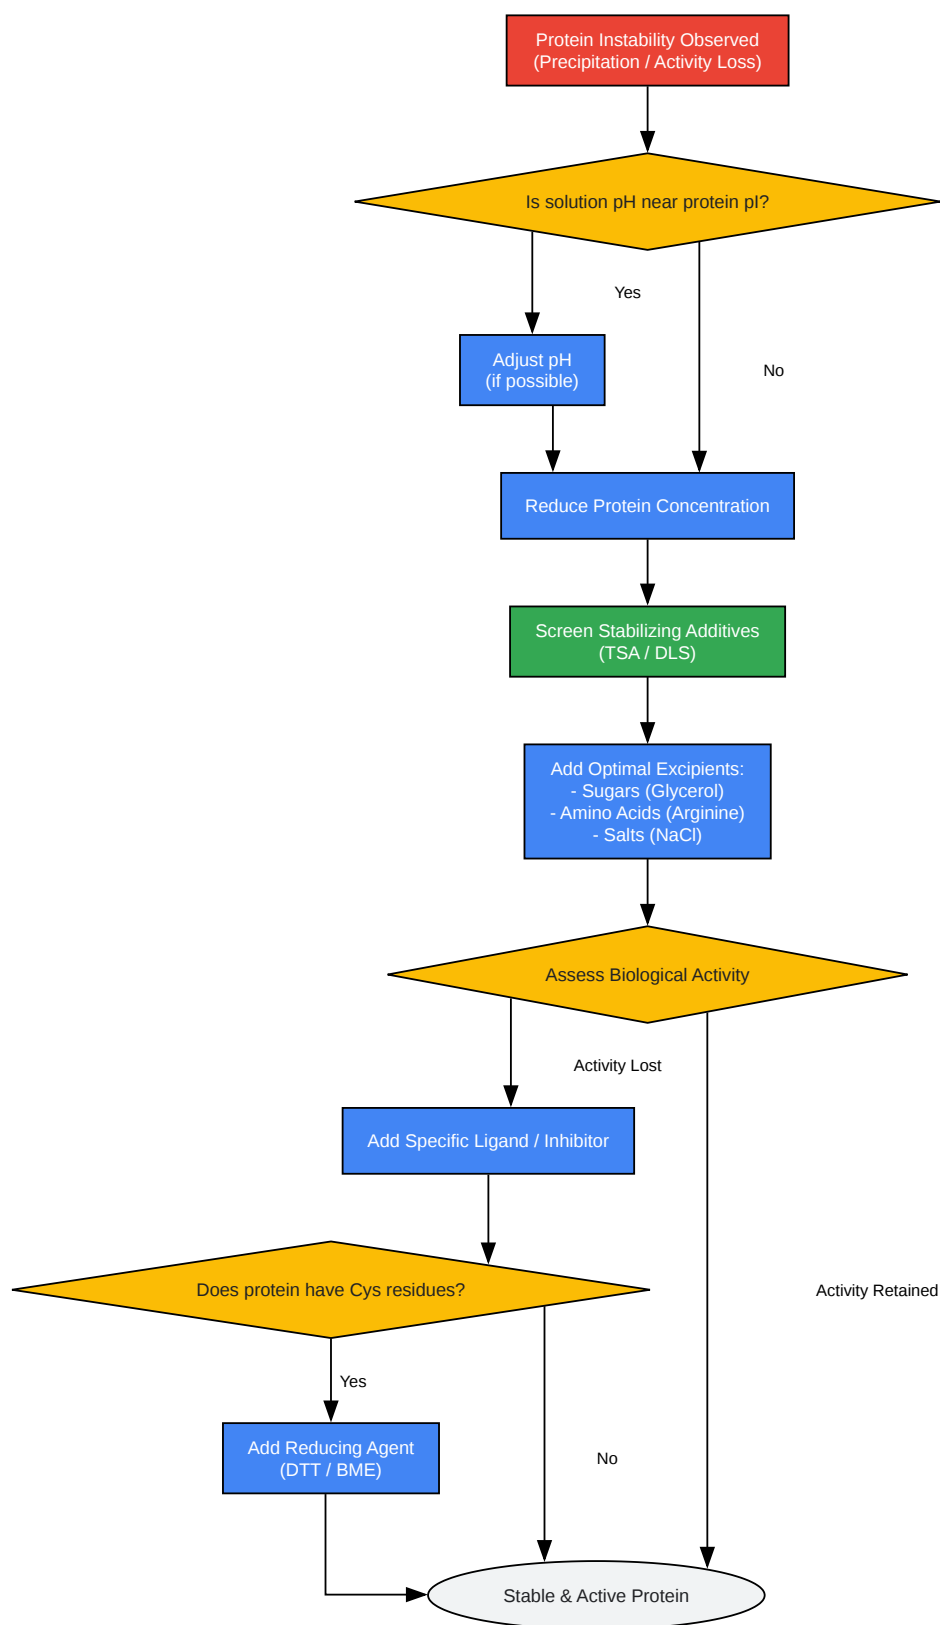 Protein Instability Observed
(Precipitation / Activity Loss)
Is solution pH near protein pI?
Yes
Adjust pH
(if possible)
No
Reduce Protein Concentration
Screen Stabilizing Additives
(TSA / DLS)
Add Optimal Excipients:
- Sugars (Glycerol)
- Amino Acids (Arginine)
- Salts (NaCl)
Assess Biological Activity
Activity Lost
Add Specific Ligand / Inhibitor
Does protein have Cys residues?
Activity Retained
Yes
Add Reducing Agent
(DTT / BME)
No
Stable & Active Protein